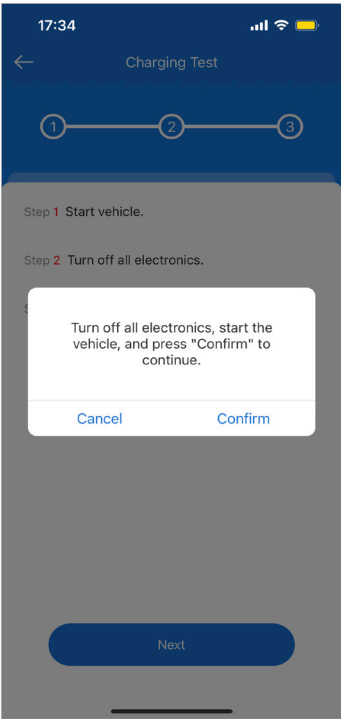 17:34
Charging Test
1 2 3
Step 1 Start vehicle.
Step 2 Turn off all electronics.
Turn off all electronics, start the
vehicle, and press "Confirm" to
continue.
Cancel Confirm
Next